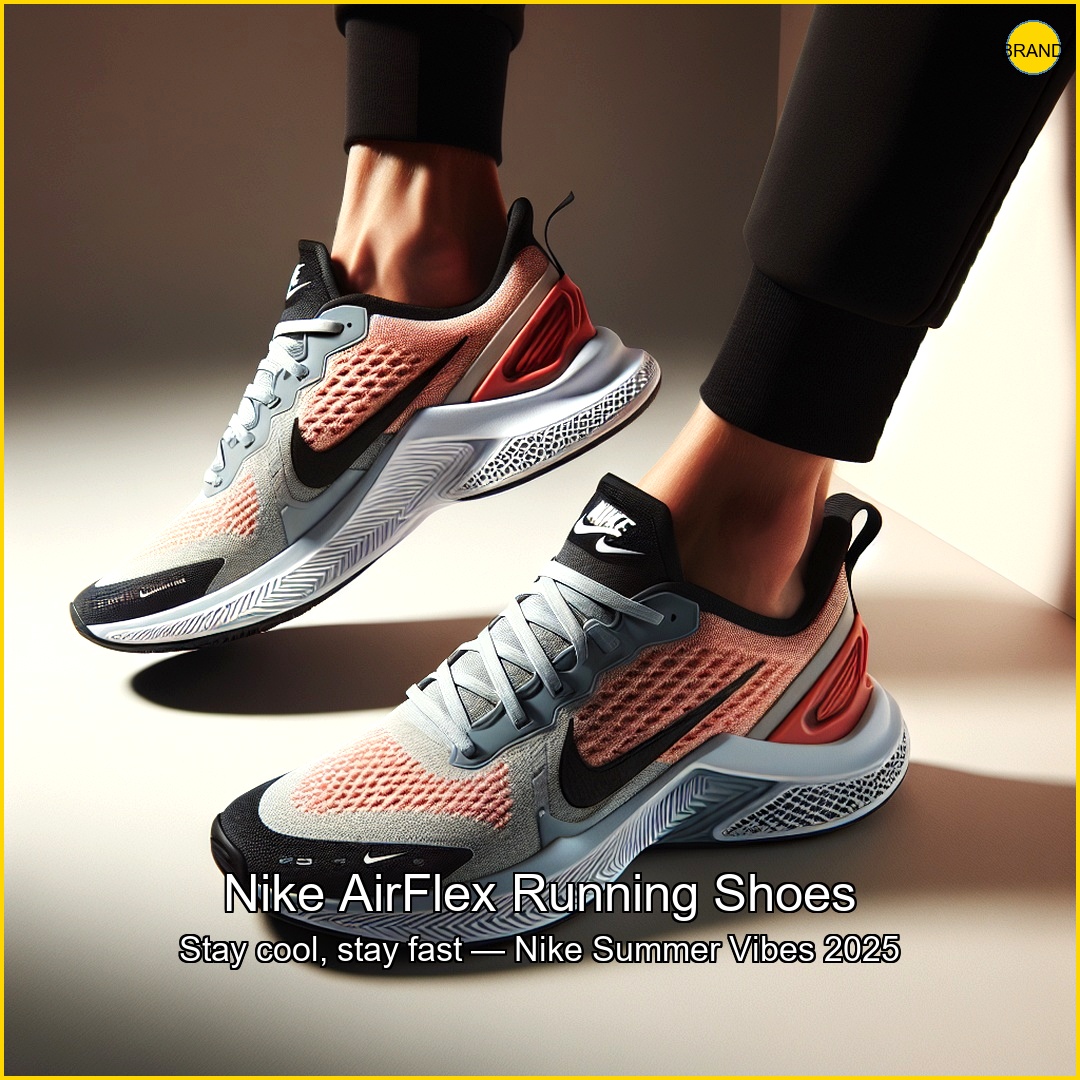 BRAND
NIKE
Nike AirFlex Running Shoes
Stay cool, stay fast — Nike Summer Vibes 2025